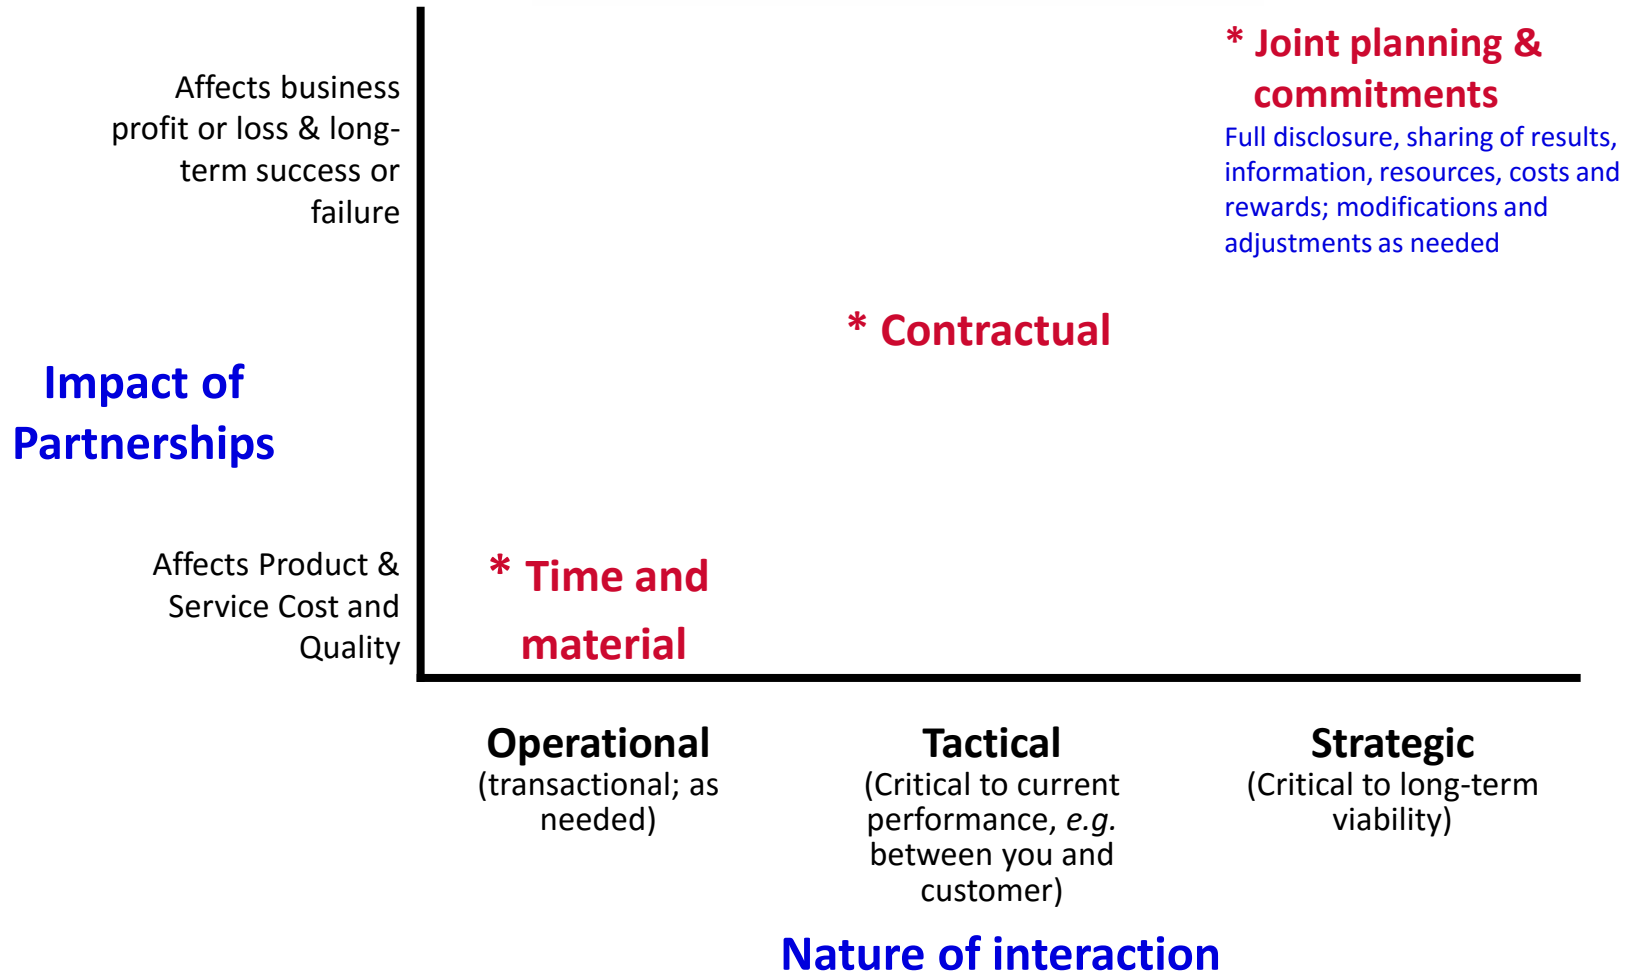 * Joint planning &
commitments
Full disclosure, sharing of results,
information, resources, costs and
rewards; modifications and
adjustments as needed
Affects business
profit or loss & long-
term success or
failure
* Contractual
Impact of
Partnerships
Affects Product &
Service Cost and
Quality
* Time and
material
Operational
(transactional; as
needed)
Tactical
(Critical to current
performance, e.g.
between you and
customer)
Strategic
(Critical to long-term
viability)
Nature of interaction